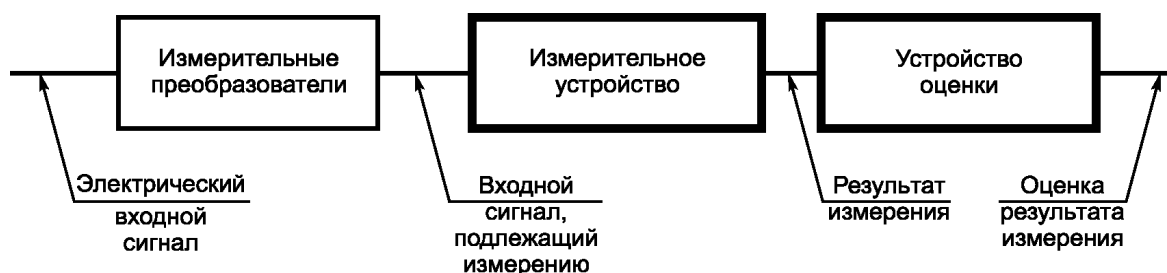 Измерительные
преобразователи
Измерительное
устройство
Устройство
оценки
Электрический
входной
сигнал
Входной
сигнал,
подлежащий
измерению
Результат
измерения
Оценка
результата
измерения